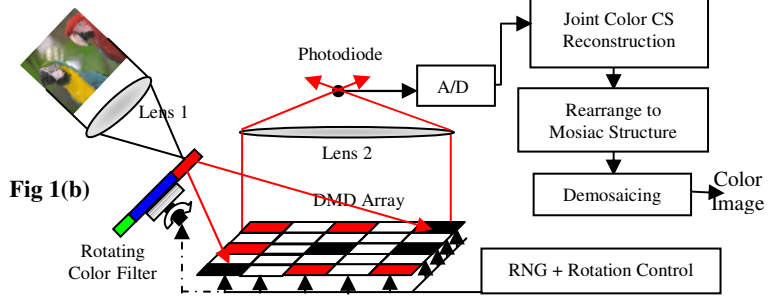 Joint Color CS
Reconstruction
Photodiode
A/D
Lens 1
Rearrange to
Mosiac Structure
Lens 2
Fig 1(b)
DMD Array
Demosaicing
Color
Image
Rotating
Color Filter
RNG + Rotation Control